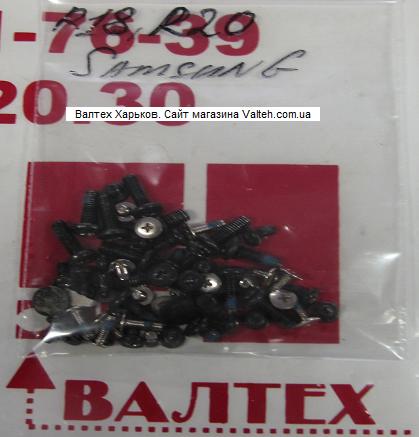 1-76-39
R18, R20
SAMSUNG
20.30
Валтех Харьков. Сайт магазина Valteh.com.ua
ВАЛТЕХ